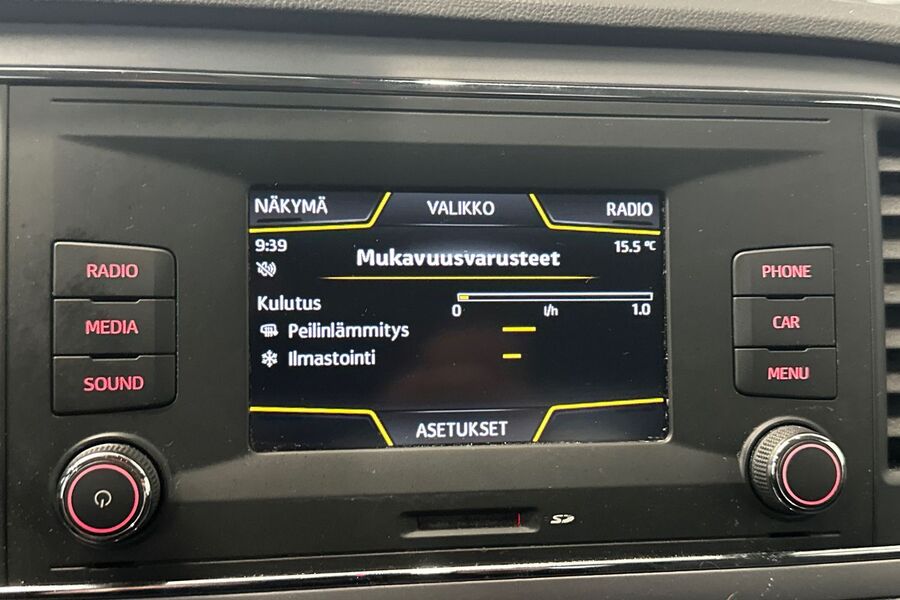 NÄKYMÄ VALIKKO RADIO
9:39 15.5 °C
Mukavuusvarusteet
Kulutus
0 l/h 1.0
Peilinlämmitys
Ilmastointi
ASETUKSET
RADIO
MEDIA
SOUND
PHONE
CAR
MENU
SD